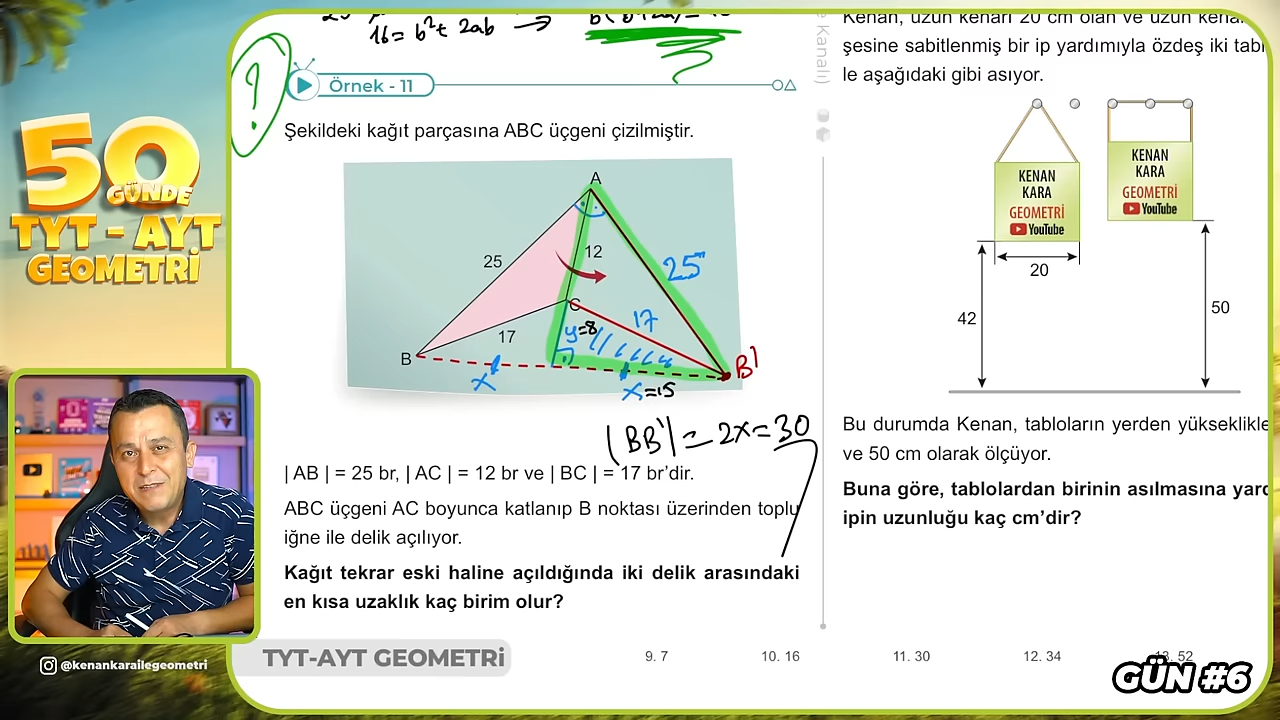 50
GÜNDE
TYT - AYT
GEOMETRİ
@kenankarailegeometri
16 = b²+ 2ab →
?
Örnek - 11
Şekildeki kağıt parçasına ABC üçgeni çizilmiştir.
A
25
12
25
C
17
17
y=8
B
B'
x
x=15
|BB'| = 2x = 30
| AB | = 25 br, | AC | = 12 br ve | BC | = 17 br'dir.
ABC üçgeni AC boyunca katlanıp B noktası üzerinden toplu
iğne ile delik açılıyor.
Kağıt tekrar eski haline açıldığında iki delik arasındaki
en kısa uzaklık kaç birim olur?
Kanalı)
Kenan, uzun kenarı 20 cm olan ve uzun
şesine sabitlenmiş bir ip yardımıyla özdeş iki
le aşağıdaki gibi asıyor.
KENAN
KARA
GEOMETRİ
YouTube
KENAN
KARA
GEOMETRİ
YouTube
20
42
50
Bu durumda Kenan, tabloların yerden
ve 50 cm olarak ölçüyor.
Buna göre, tablolardan birinin asılmasına
ipin uzunluğu kaç cm'dir?
TYT-AYT GEOMETRİ
9. 7
10. 16
11. 30
12. 34
13. 52
GÜN #6